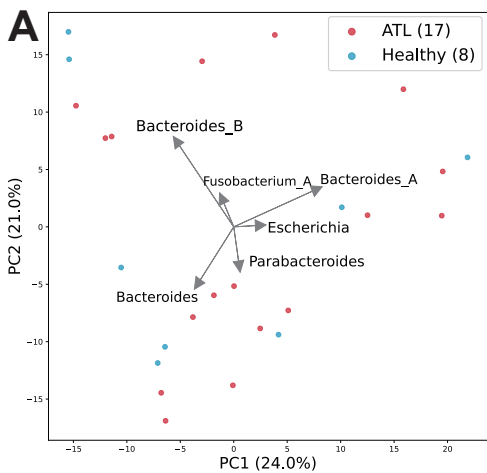 A
ATL (17)
Healthy (8)
Bacteroides_B
Fusobacterium_A
Bacteroides_A
Escherichia
Parabacteroides
Bacteroides
PC2 (21.0%)
15
10
5
0
−5
−10
−15
−15
−10
−5
0
5
10
15
20
PC1 (24.0%)